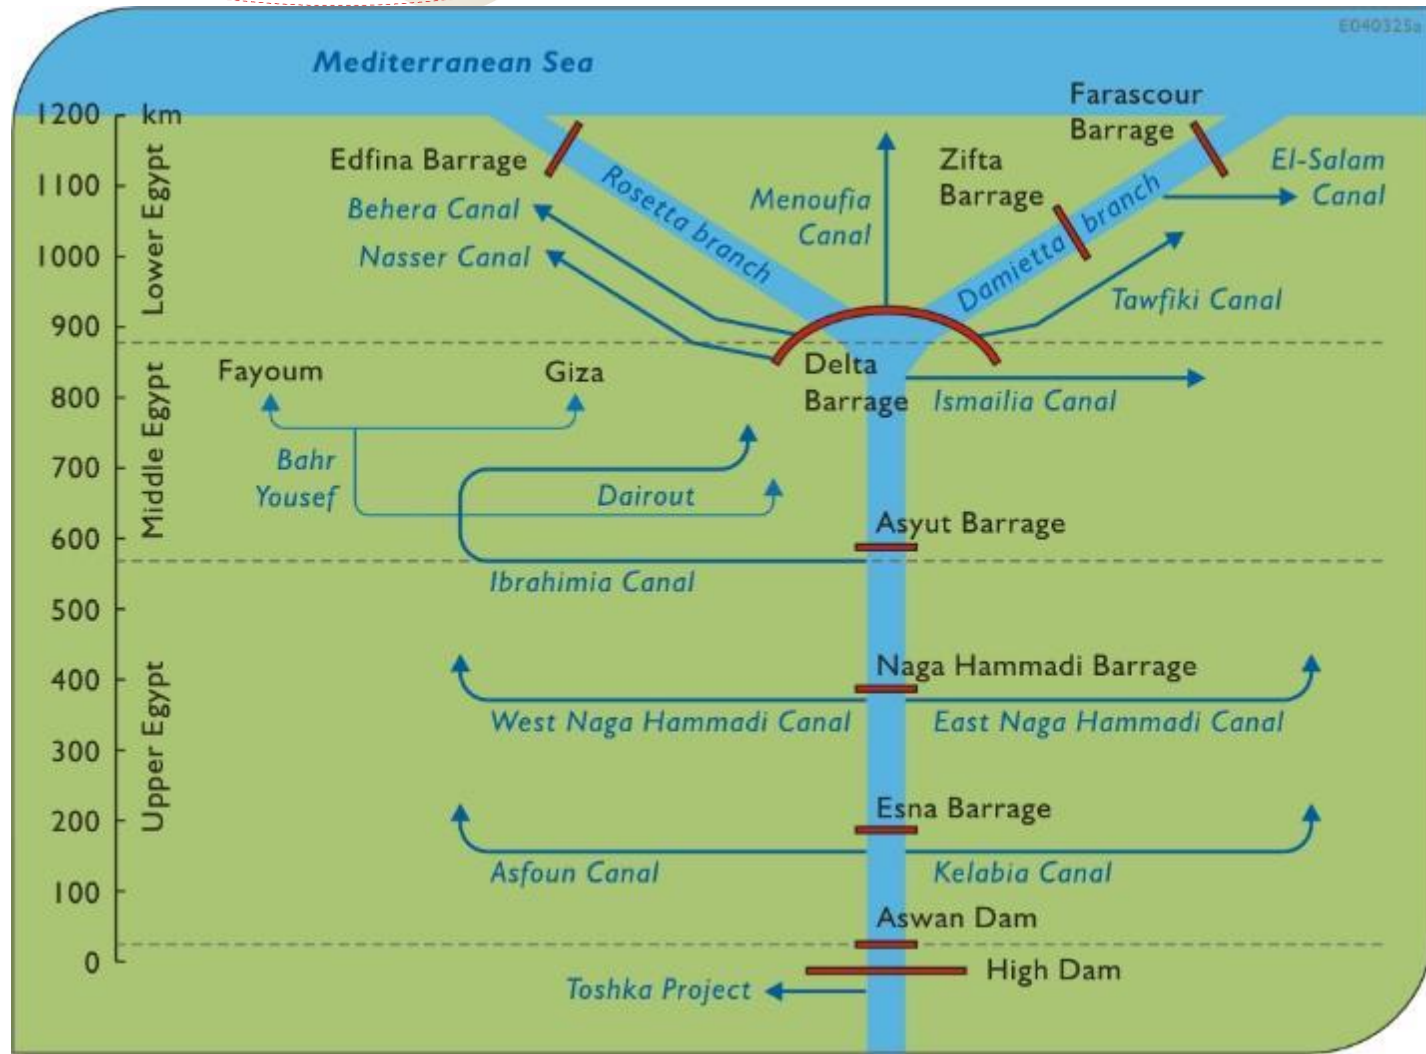 E040325a
Mediterranean Sea
1200 km
1100
1000
900
800
700
600
500
400
300
200
100
0
Lower Egypt
Middle Egypt
Upper Egypt
Farascour
Barrage
Edfina Barrage
Zifta
Barrage
El-Salam
Canal
Behera Canal
Nasser Canal
Rosetta branch
Menoufia
Canal
Damietta branch
Tawfiki Canal
Fayoum
Giza
Delta
Barrage
Ismailia Canal
Bahr
Yousef
Dairout
Asyut Barrage
Ibrahimia Canal
Naga Hammadi Barrage
West Naga Hammadi Canal
East Naga Hammadi Canal
Esna Barrage
Asfoun Canal
Kelabia Canal
Aswan Dam
High Dam
Toshka Project